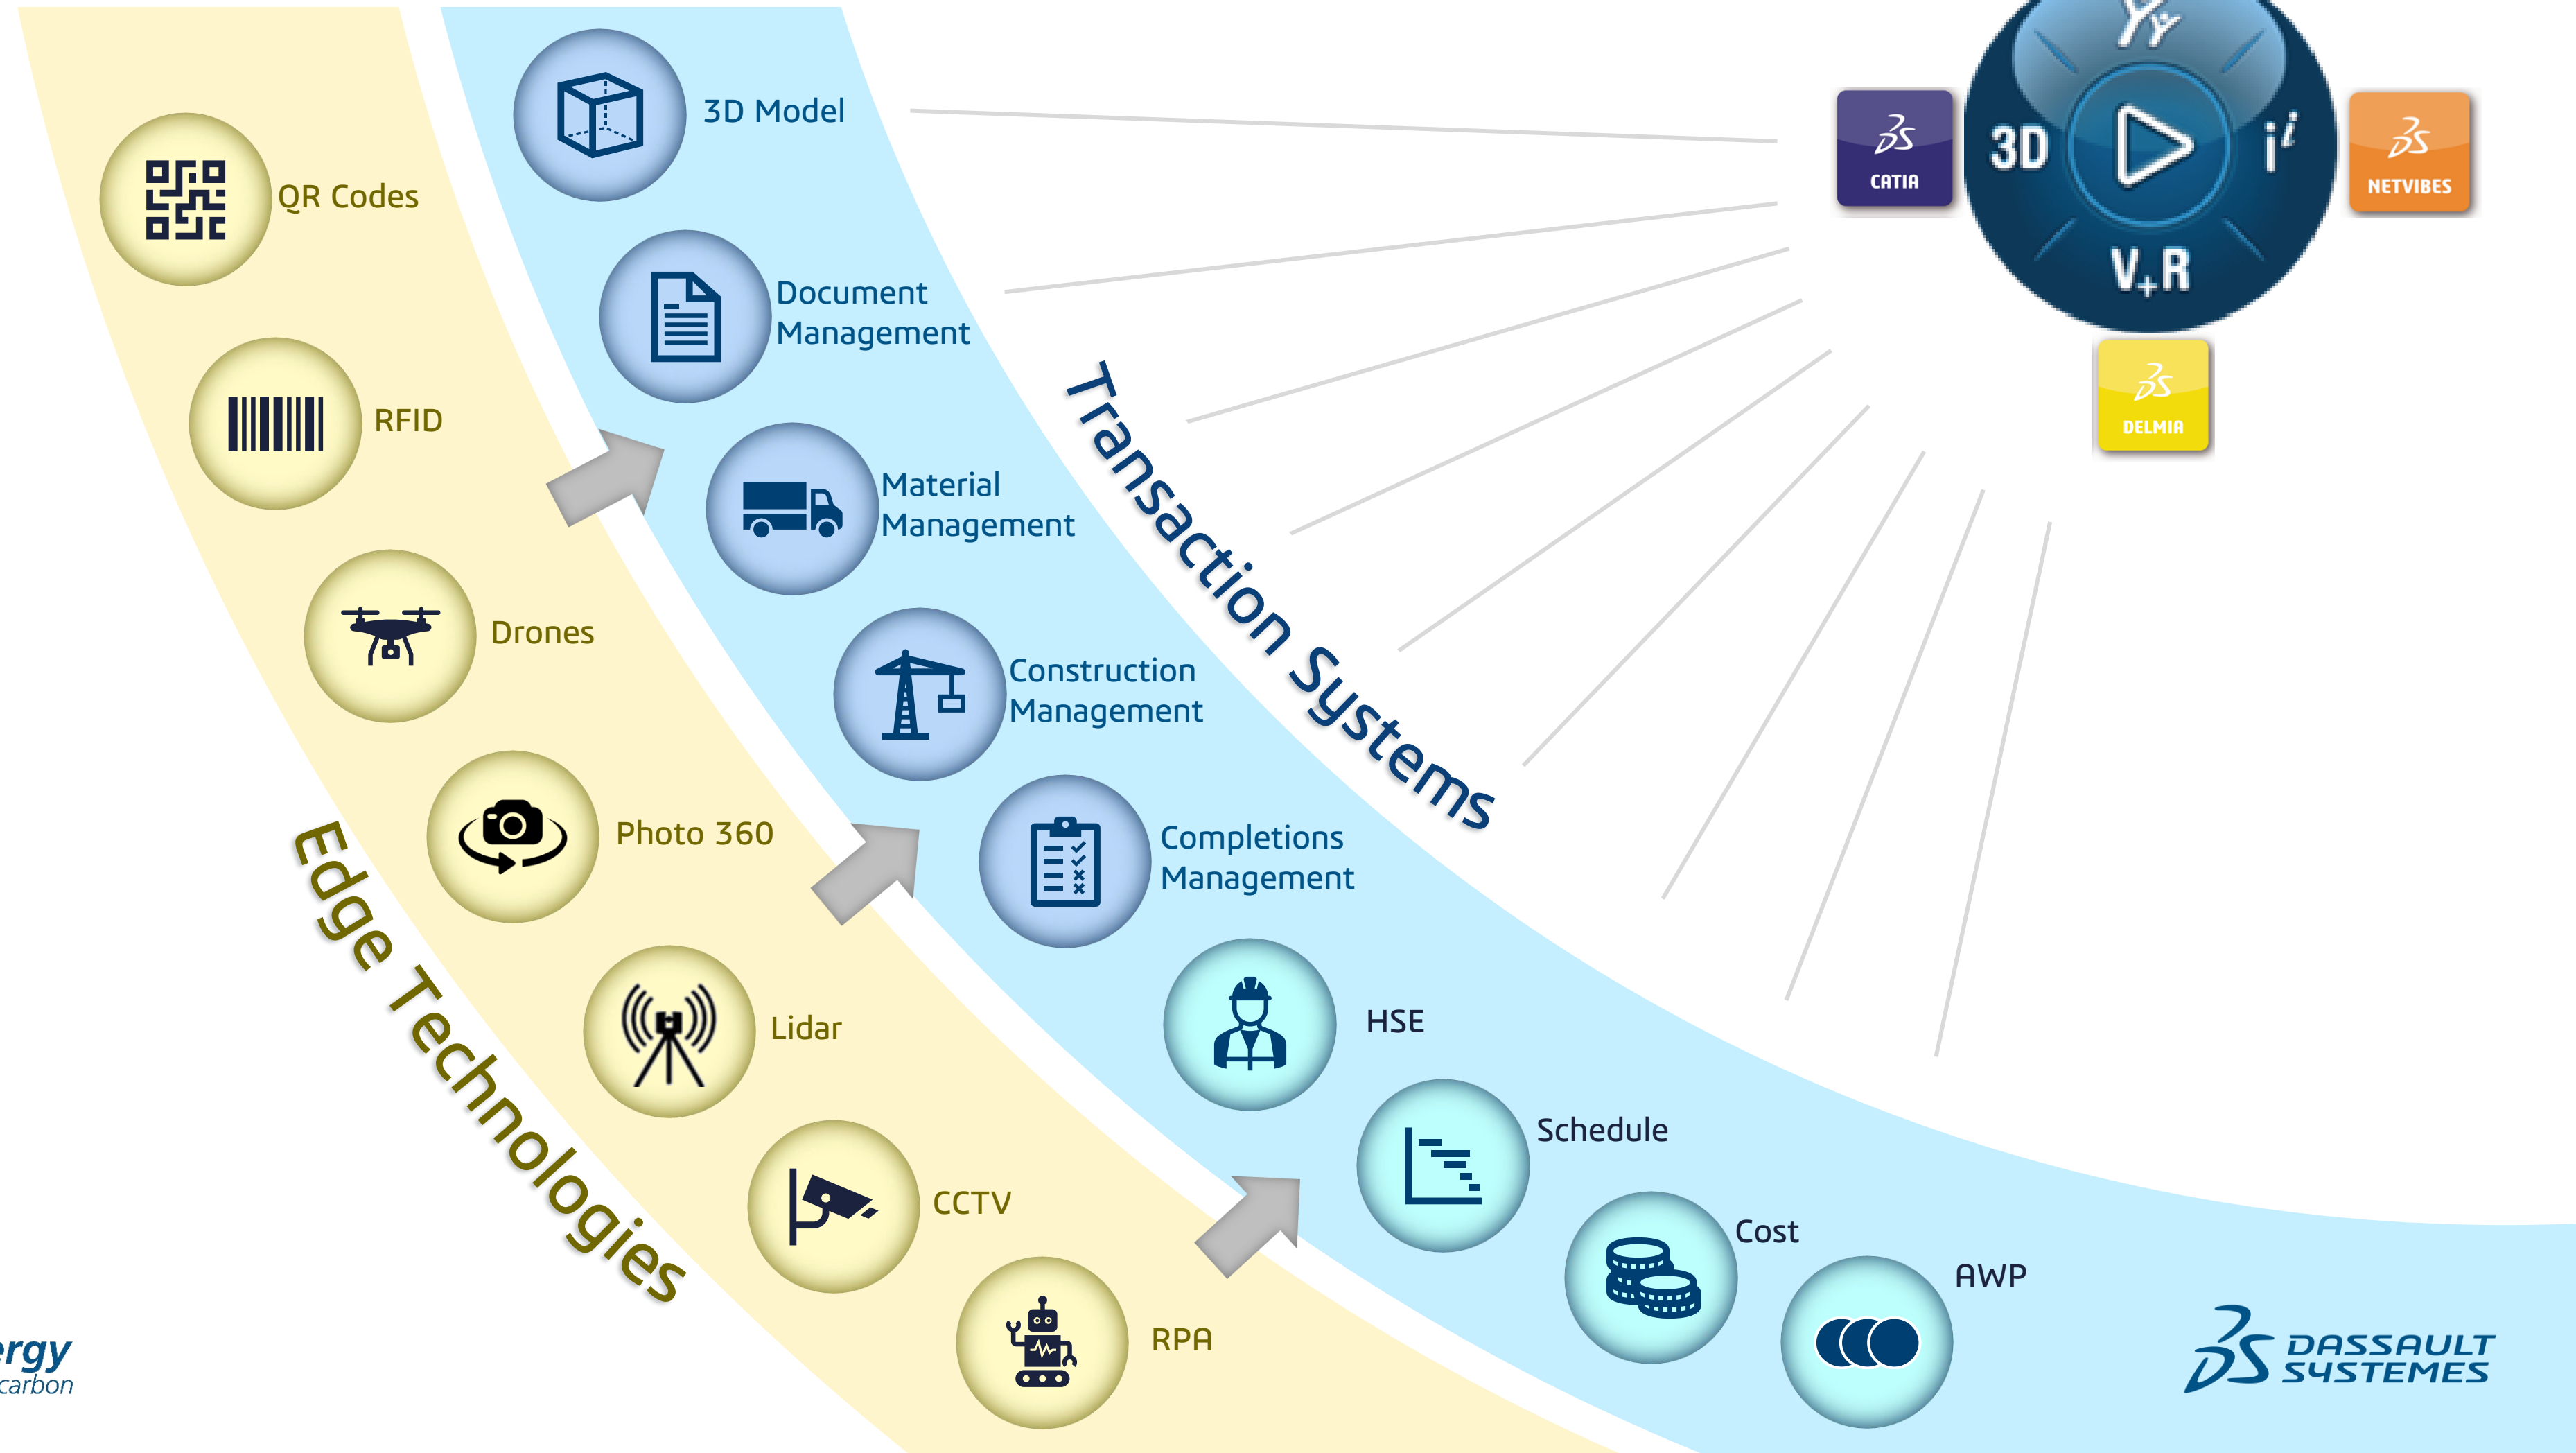 QR Codes
RFID
Drones
Photo 360
Lidar
CCTV
RPA
Edge Technologies
3D Model
Document
Management
Material
Management
Construction
Management
Completions
Management
HSE
Schedule
Cost
AWP
Transaction Systems
3D
V+R
i i
CATIA
NETVIBES
DELMIA
carbon
DASSAULT
SYSTEMES